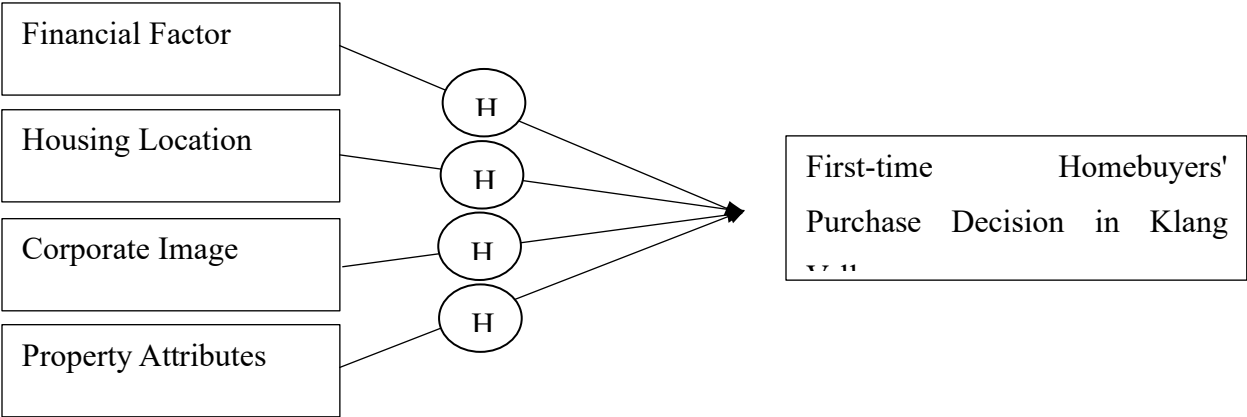 Financial Factor
H
Housing Location
H
First-time Homebuyers'
Purchase Decision in Klang
Corporate Image
H
Property Attributes
H